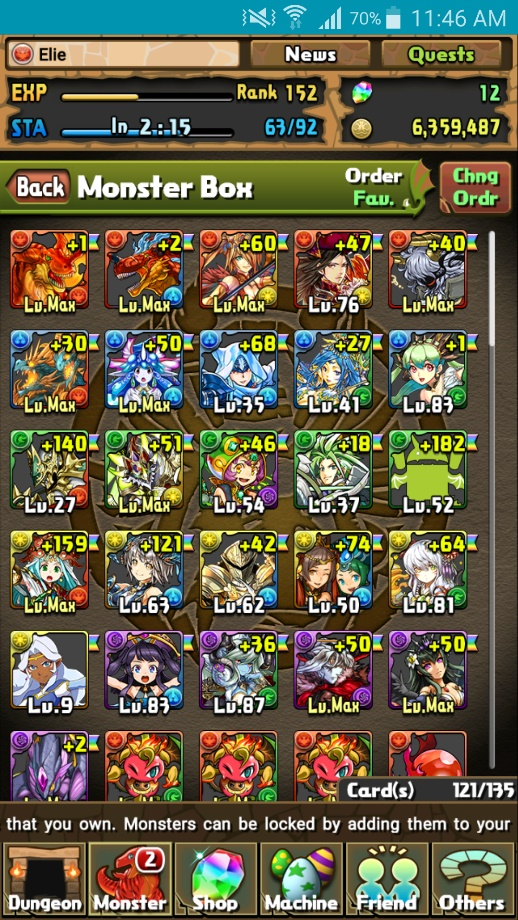 70% 11:46 AM
Elie News Quests
EXP Rank 152 12
STA In 2:15 63/92 6,359,487
Back Monster Box Order Fav. Chng Ordr
+1 +2 +60 +47 +40
Lv.Max Lv.Max Lv.Max Lv.76 Lv.Max
+30 +50 +68 +27 +1
Lv.Max Lv.Max Lv.35 Lv.41 Lv.83
+140 +51 +46 +18 +182
Lv.27 Lv.Max Lv.54 Lv.37 Lv.52
+159 +121 +42 +74 +64
Lv.Max Lv.63 Lv.62 Lv.50 Lv.81
+36 +50 +50
Lv.9 Lv.83 Lv.87 Lv.Max Lv.Max
+2
Card(s) 121/135
that you own. Monsters can be locked by adding them to your
2
Dungeon Monster Shop Machine Friend Others